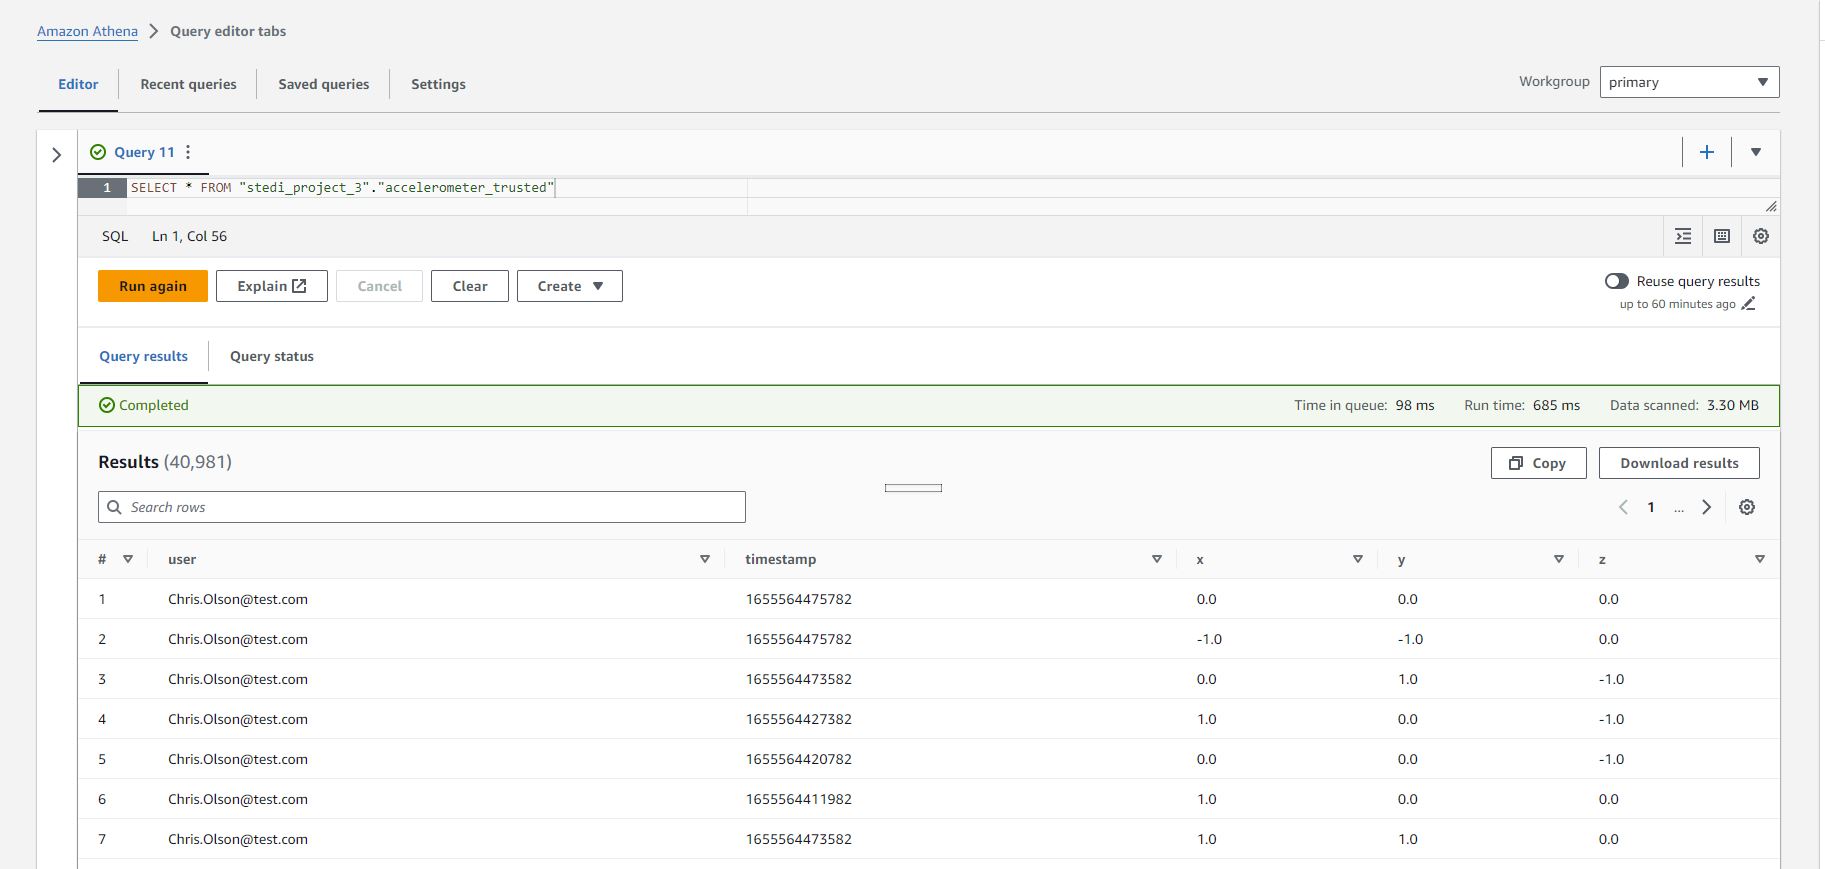 Amazon Athena > Query editor tabs
Editor Recent queries Saved queries Settings Workgroup primary
Query 11
1 SELECT * FROM "stedi_project_3"."accelerometer_trusted"
SQL Ln 1, Col 56
Run again Explain Cancel Clear Create Reuse query results
up to 60 minutes ago
Query results Query status
Completed Time in queue: 98 ms Run time: 685 ms Data scanned: 3.30 MB
Results (40,981) Copy Download results
Search rows 1 ...
# user timestamp x y z
1 Chris.Olson@test.com 1655564475782 0.0 0.0 0.0
2 Chris.Olson@test.com 1655564475782 -1.0 -1.0 0.0
3 Chris.Olson@test.com 1655564473582 0.0 1.0 -1.0
4 Chris.Olson@test.com 1655564427382 1.0 0.0 -1.0
5 Chris.Olson@test.com 1655564420782 0.0 0.0 -1.0
6 Chris.Olson@test.com 1655564411982 1.0 0.0 0.0
7 Chris.Olson@test.com 1655564473582 1.0 1.0 0.0